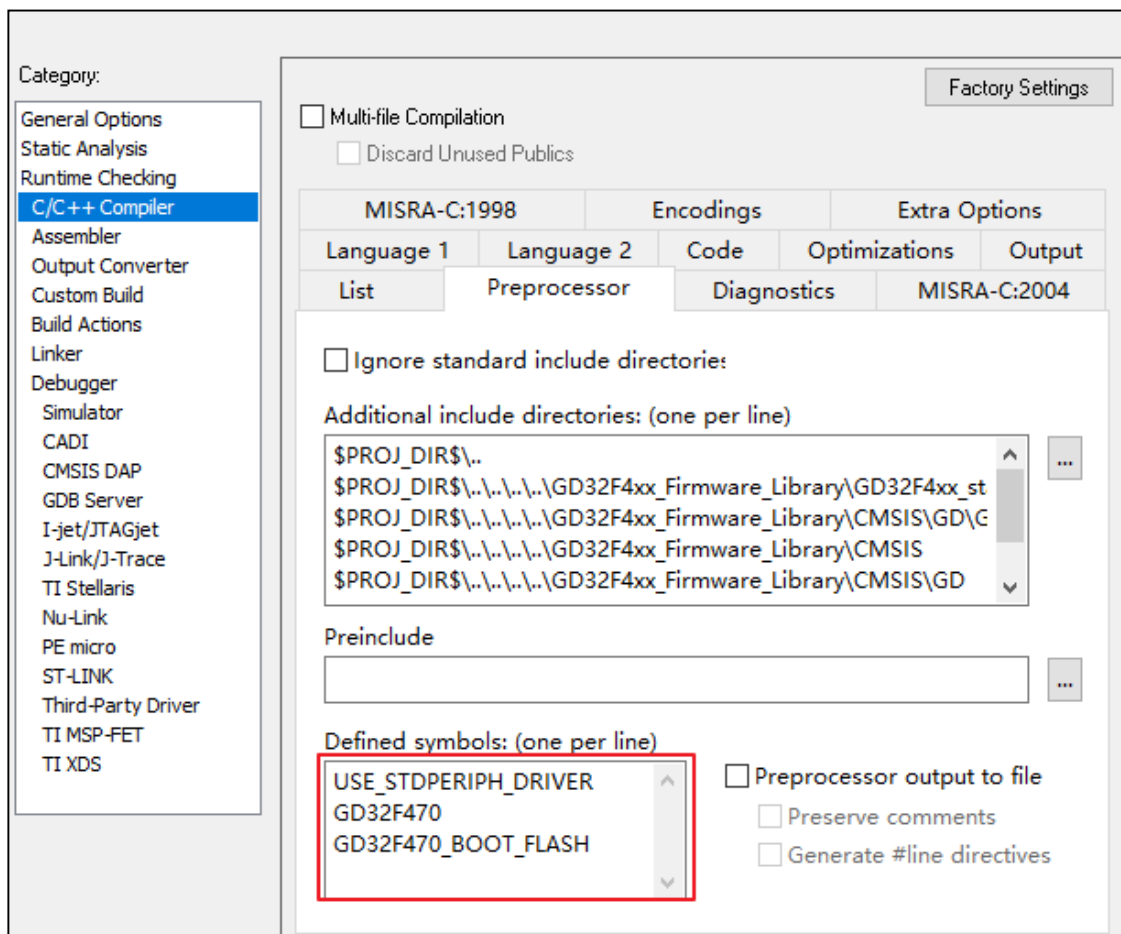 Category:
General Options
Static Analysis
Runtime Checking
C/C++ Compiler
Assembler
Output Converter
Custom Build
Build Actions
Linker
Debugger
Simulator
CADI
CMSIS DAP
GDB Server
I-jet/JTAGjet
J-Link/J-Trace
TI Stellaris
Nu-Link
PE micro
ST-LINK
Third-Party Driver
TI MSP-FET
TI XDS
Factory Settings
Multi-file Compilation
Discard Unused Publics
MISRA-C:1998 Encodings Extra Options
Language 1 Language 2 Code Optimizations Output
List Preprocessor Diagnostics MISRA-C:2004
Ignore standard include directories
Additional include directories: (one per line)
$PROJ_DIR$\..
$PROJ_DIR$\..\..\..\..\GD32F4xx_Firmware_Library\GD32F4xx_st
$PROJ_DIR$\..\..\..\..\GD32F4xx_Firmware_Library\CMSIS\GD\G
$PROJ_DIR$\..\..\..\..\GD32F4xx_Firmware_Library\CMSIS
$PROJ_DIR$\..\..\..\..\GD32F4xx_Firmware_Library\CMSIS\GD
...
Preinclude
...
Defined symbols: (one per line)
USE_STDPERIPH_DRIVER
GD32F470
GD32F470_BOOT_FLASH
Preprocessor output to file
Preserve comments
Generate #line directives